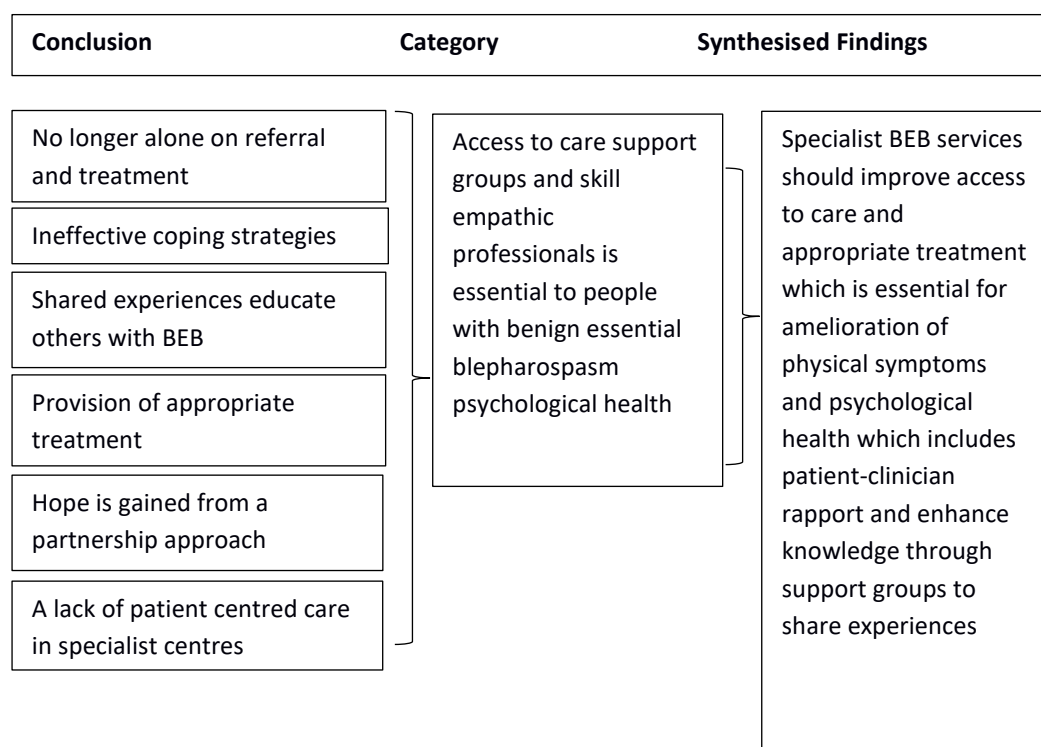 Conclusion Category Synthesised Findings
No longer alone on referral
and treatment
Ineffective coping strategies
Shared experiences educate
others with BEB
Provision of appropriate
treatment
Hope is gained from a
partnership approach
A lack of patient centred care
in specialist centres
Access to care support
groups and skill
empathic
professionals is
essential to people
with benign essential
blepharospasm
psychological health
Specialist BEB services
should improve access
to care and
appropriate treatment
which is essential for
amelioration of
physical symptoms
and psychological
health which includes
patient-clinician
rapport and enhance
knowledge through
support groups to
share experiences